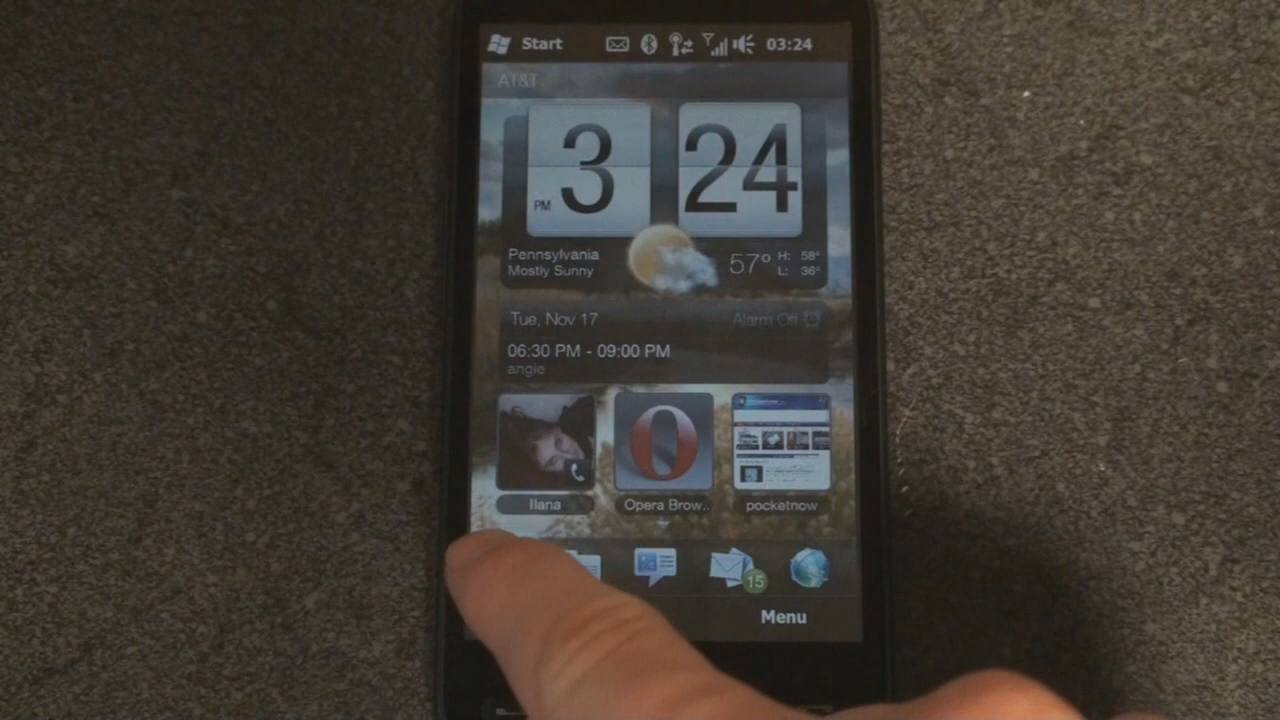 Start 03:24
AT&T
3 24
PM
Pennsylvania
Mostly Sunny
57° H: 58°
L: 36°
Tue, Nov 17 Alarm Off
06:30 PM - 09:00 PM
angie
Ilana Opera Brow.. pocketnow
15
Menu